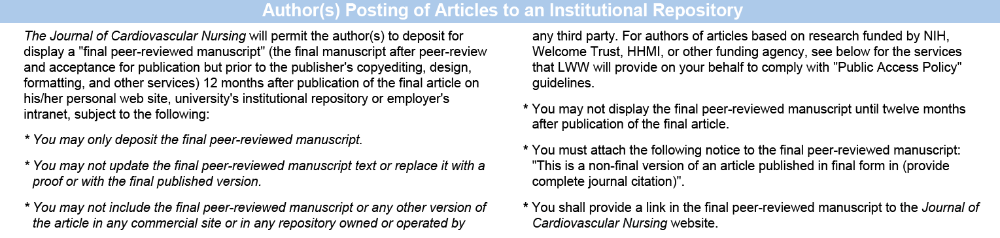 Author(s) Posting of Articles to an Institutional Repository
The Journal of Cardiovascular Nursing will permit the author(s) to deposit for
display a "final peer-reviewed manuscript" (the final manuscript after peer-review
and acceptance for publication but prior to the publisher's copyediting, design,
formatting, and other services) 12 months after publication of the final article on
his/her personal web site, university's institutional repository or employer's
intranet, subject to the following:
* You may only deposit the final peer-reviewed manuscript.
* You may not update the final peer-reviewed manuscript text or replace it with a
proof or with the final published version.
* You may not include the final peer-reviewed manuscript or any other version of
the article in any commercial site or in any repository owned or operated by
any third party. For authors of articles based on research funded by NIH,
Welcome Trust, HHMI, or other funding agency, see below for the services
that LWW will provide on your behalf to comply with "Public Access Policy"
guidelines.
* You may not display the final peer-reviewed manuscript until twelve months
after publication of the final article.
* You must attach the following notice to the final peer-reviewed manuscript:
"This is a non-final version of an article published in final form in (provide
complete journal citation)".
* You shall provide a link in the final peer-reviewed manuscript to the Journal of
Cardiovascular Nursing website.